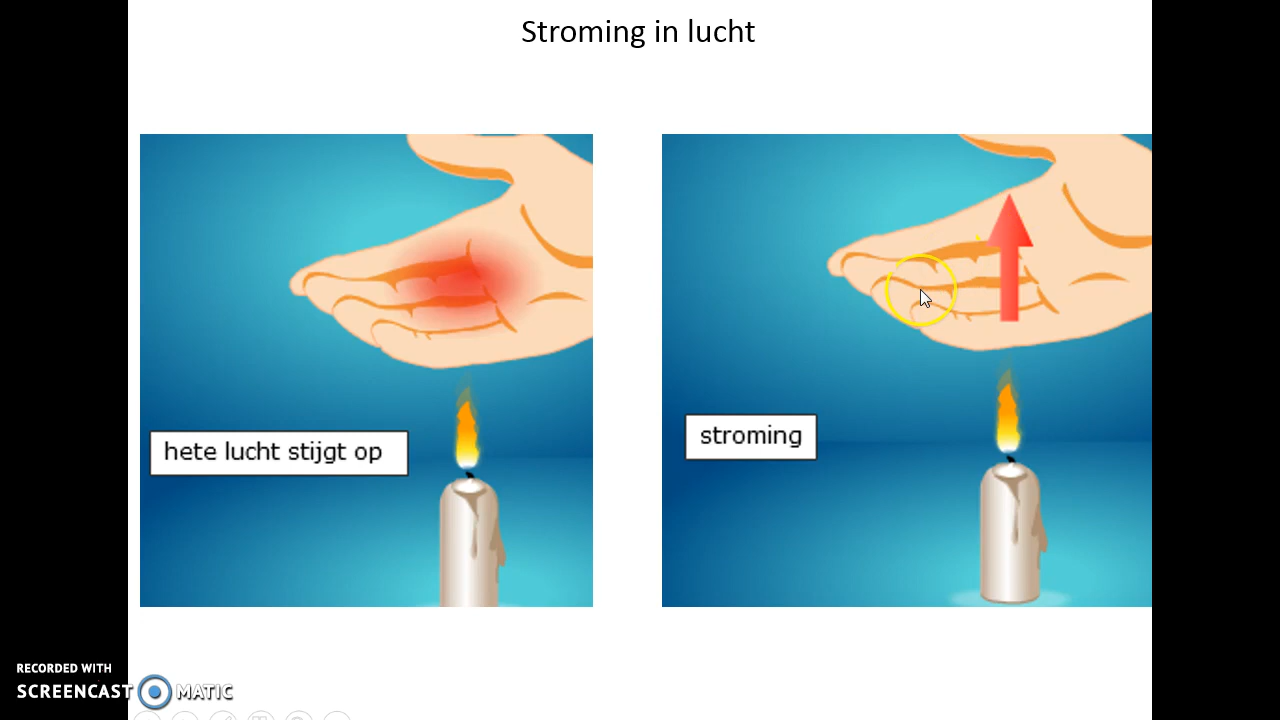 Stroming in lucht
hete lucht stijgt op
stroming
RECORDED WITH
SCREENCAST MATIC